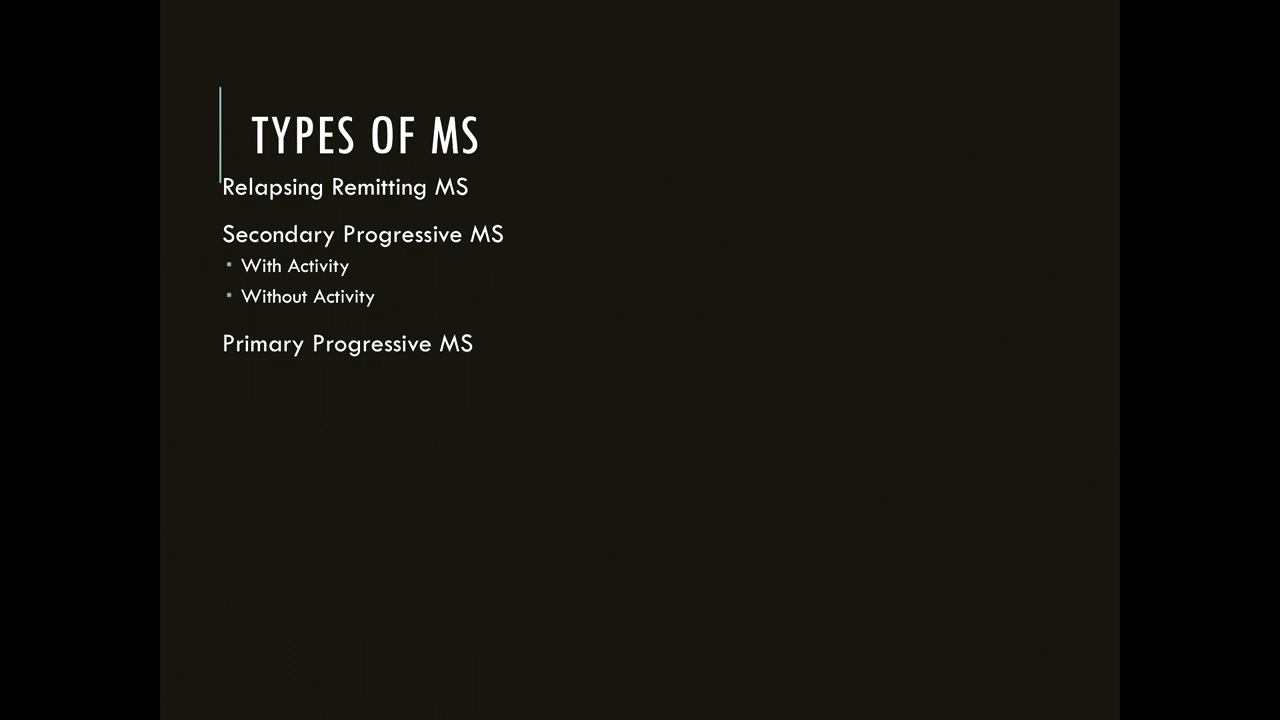 TYPES OF MS
Relapsing Remitting MS
Secondary Progressive MS
With Activity
Without Activity
Primary Progressive MS